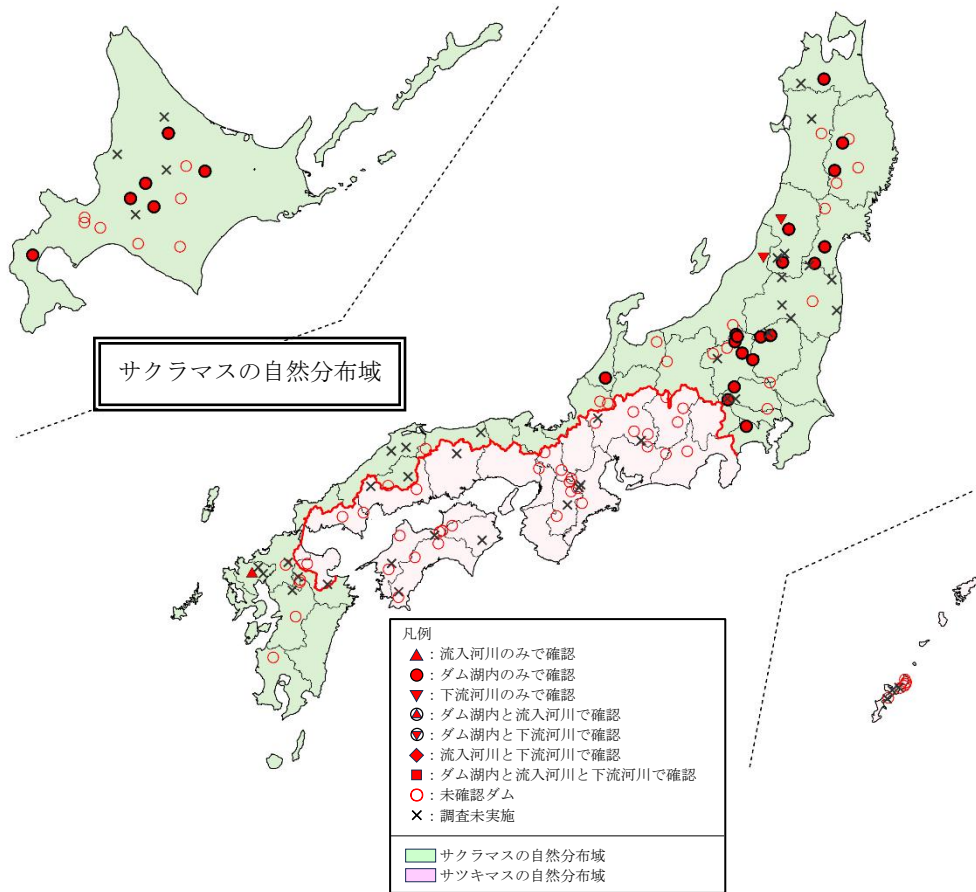 サクラマスの自然分布域
凡例
：流入河川のみで確認
：ダム湖内のみで確認
：下流河川のみで確認
：ダム湖内と流入河川で確認
：ダム湖内と下流河川で確認
：流入河川と下流河川で確認
：ダム湖内と流入河川と下流河川で確認
：未確認ダム
：調査未実施
サクラマスの自然分布域
サツキマスの自然分布域